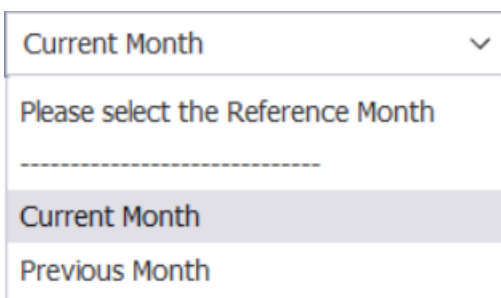 Current Month
Please select the Reference Month
------------------------------
Current Month
Previous Month